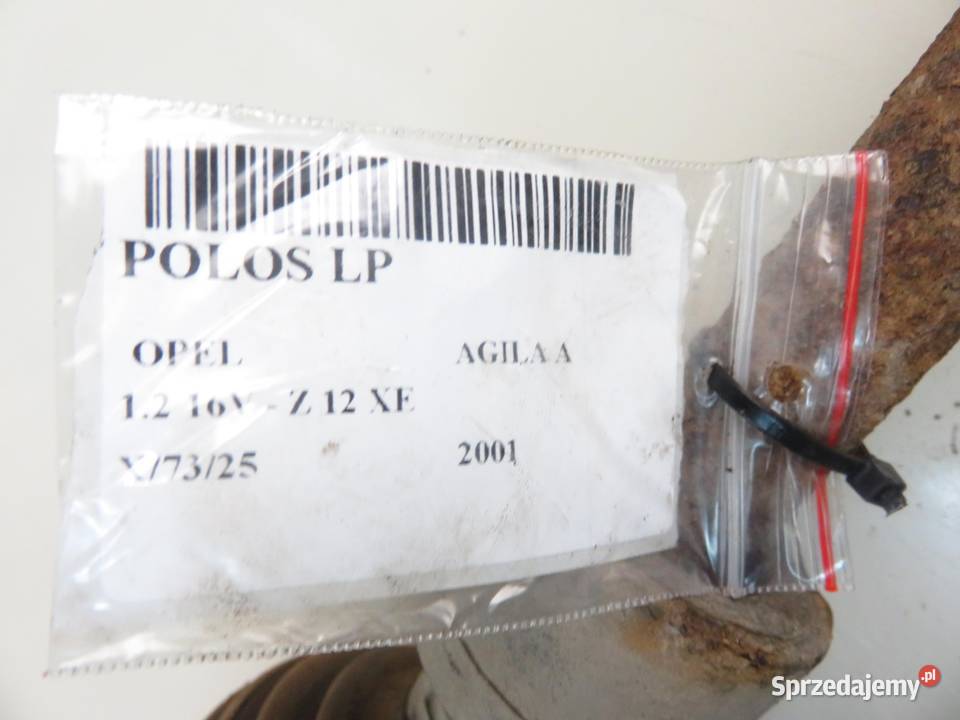 POLOS LP
OPEL AGILA A
1.2 16V - Z 12 XE
X/73/25 2001
Sprzedajemy.pl